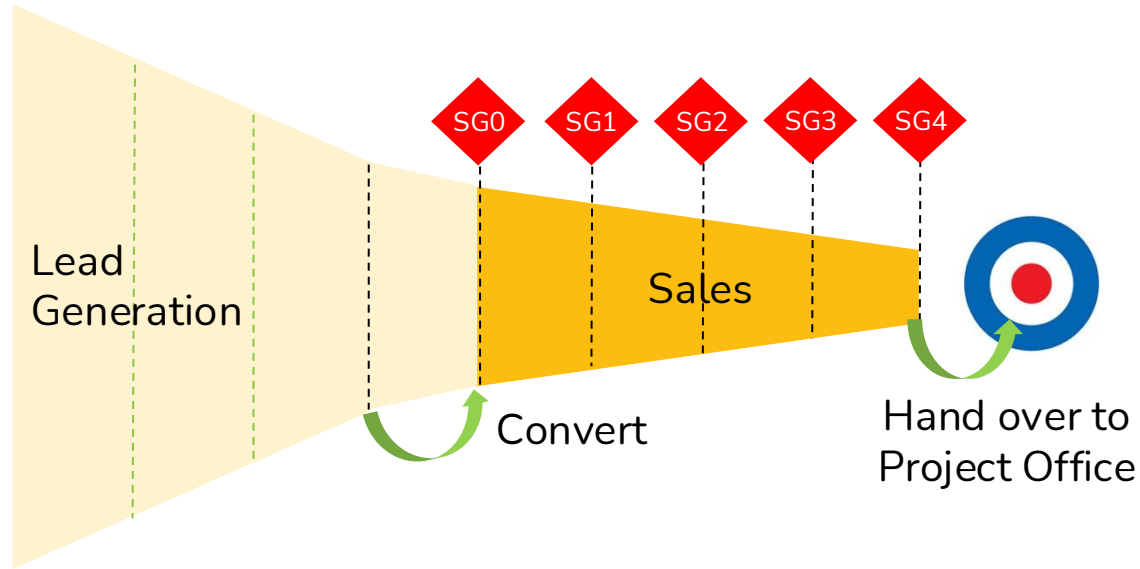 SG0
SG1
SG2
SG3
SG4
Lead
Generation
Sales
Convert
Hand over to
Project Office